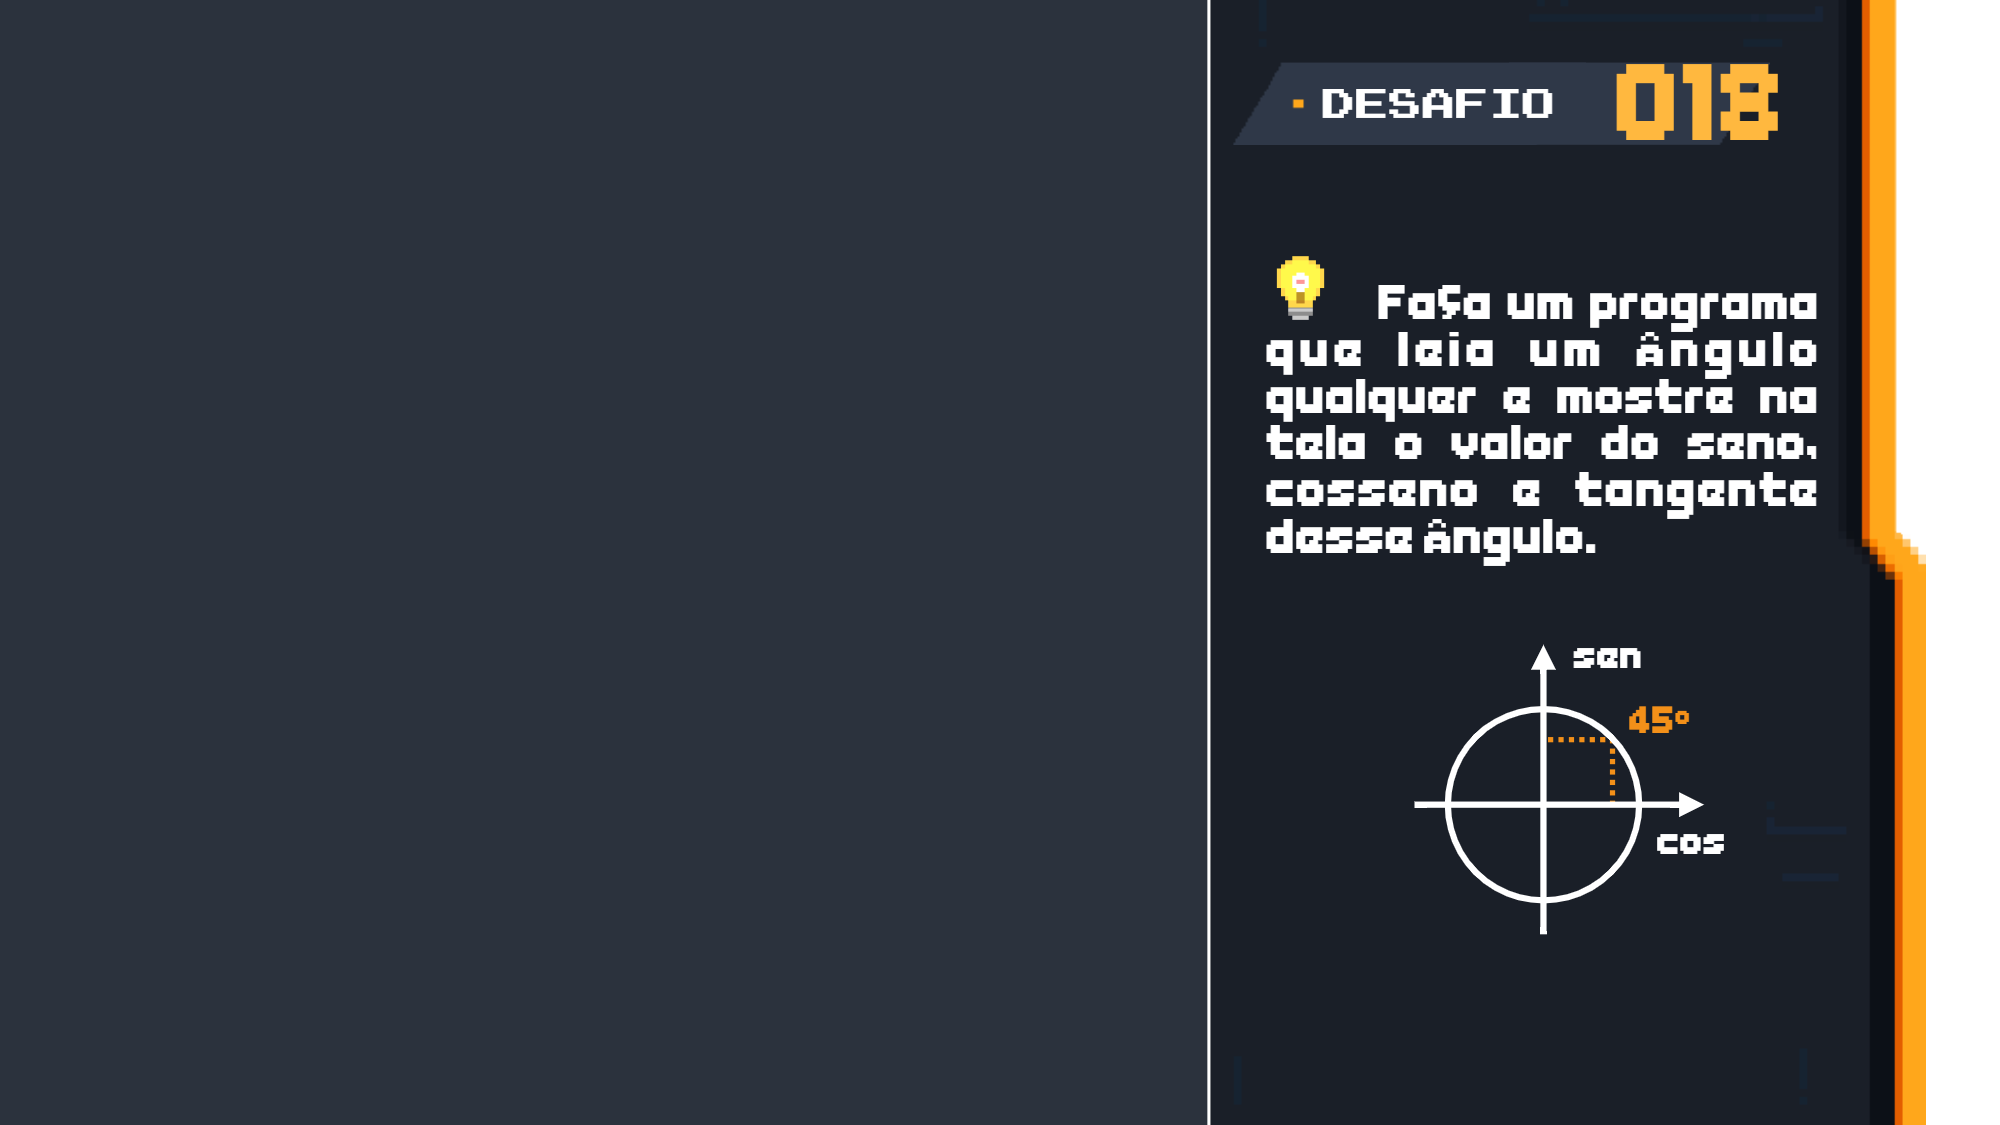 DESAFIO 018
Faça um programa
que leia um ângulo
qualquer e mostre na
tela o valor do seno,
cosseno e tangente
desse ângulo.
sen
45º
cos